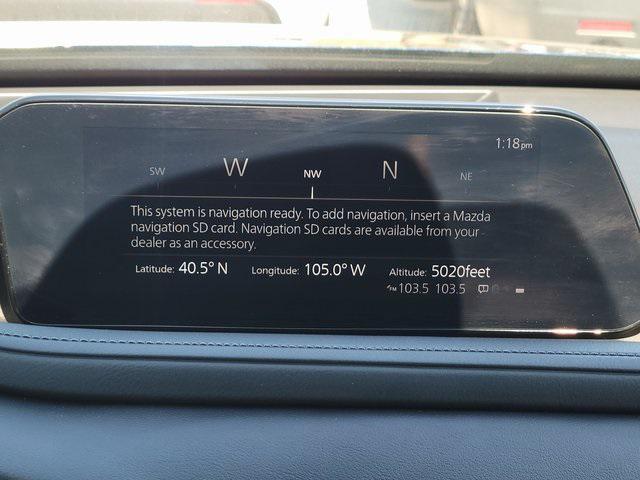 1:18pm
SW W NW N NE
This system is navigation ready. To add navigation, insert a Mazda
navigation SD card. Navigation SD cards are available from your
dealer as an accessory.
Latitude: 40.5° N Longitude: 105.0° W Altitude: 5020feet
FM 103.5 103.5